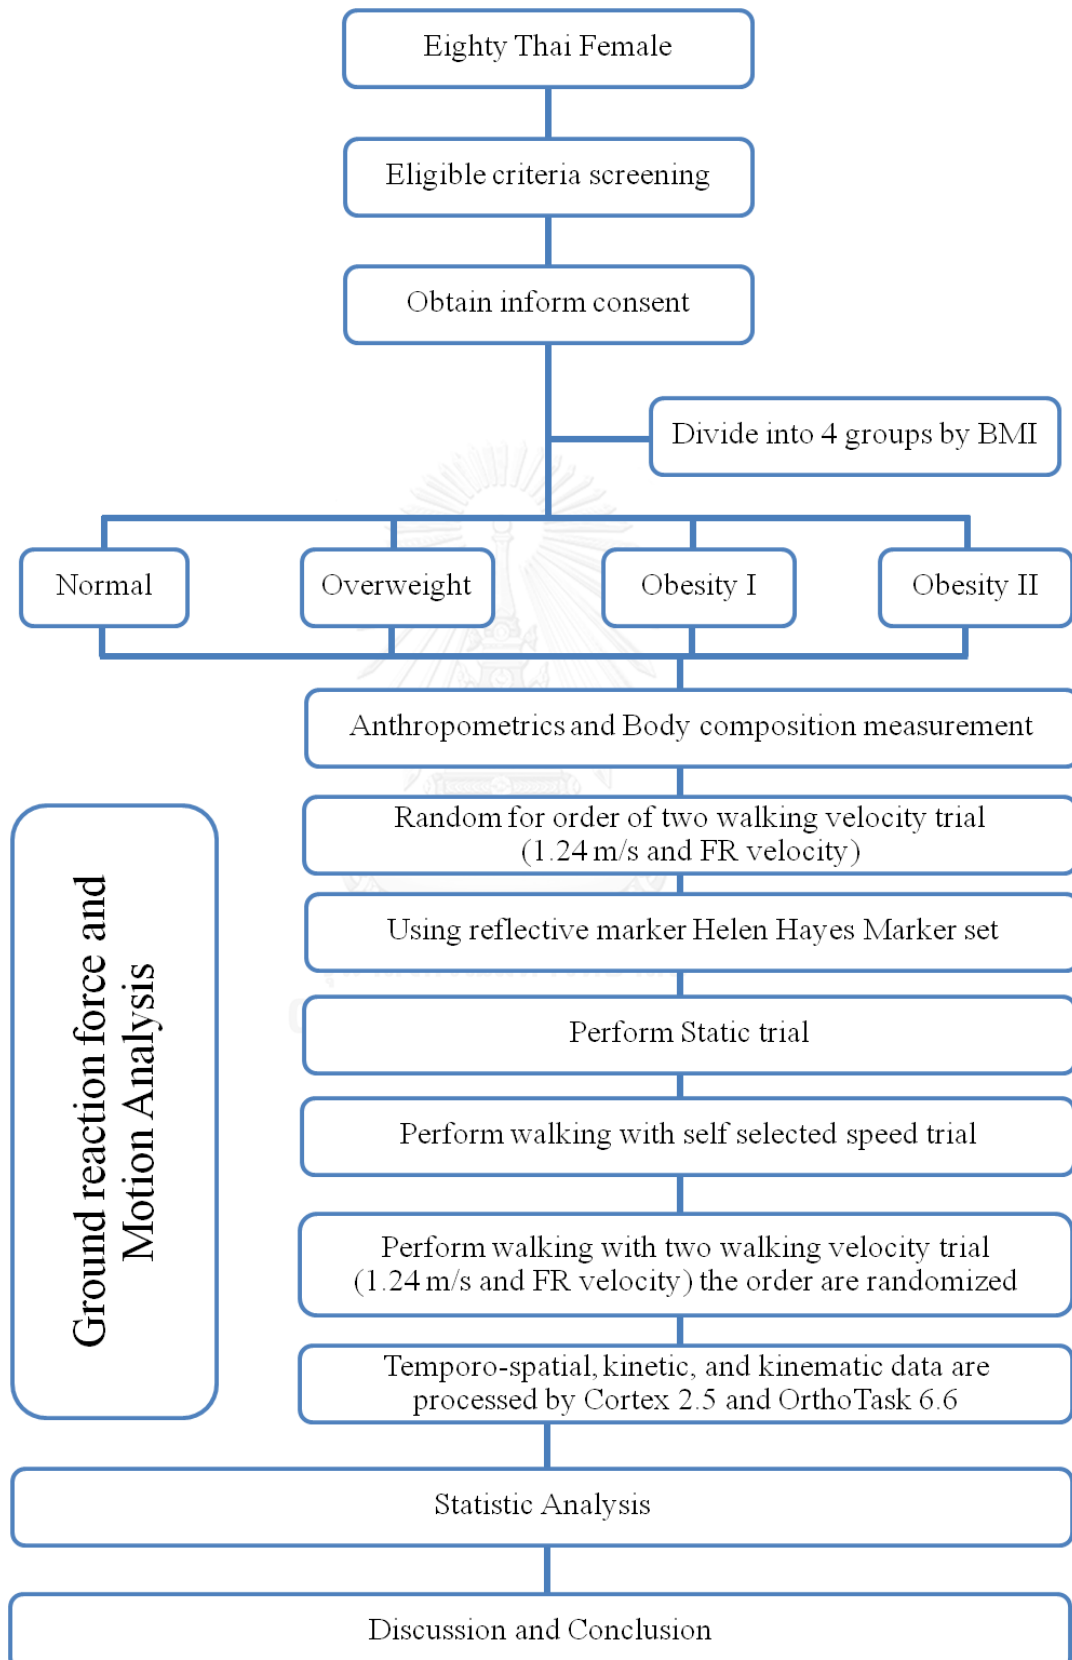 Eighty Thai Female
Eligible criteria screening
Obtain inform consent
Divide into 4 groups by BMI
Normal
Overweight
Obesity I
Obesity II
Anthropometrics and Body composition measurement
Random for order of two walking velocity trial
(1.24 m/s and FR velocity)
Using reflective marker Helen Hayes Marker set
Perform Static trial
Perform walking with self selected speed trial
Perform walking with two walking velocity trial
(1.24 m/s and FR velocity) the order are randomized
Temporo-spatial, kinetic, and kinematic data are
processed by Cortex 2.5 and OrthoTask 6.6
Ground reaction force and
Motion Analysis
Statistic Analysis
Discussion and Conclusion